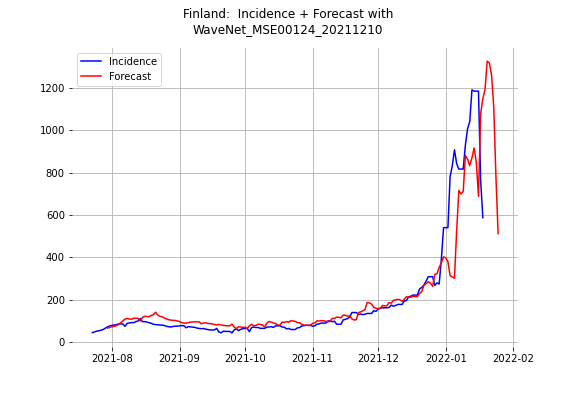 Finland:  Incidence + Forecast with
WaveNet_MSE00124_20211210
Incidence
Forecast
1200
1000
800
600
400
200
0
2021-08 2021-09 2021-10 2021-11 2021-12 2022-01 2022-02